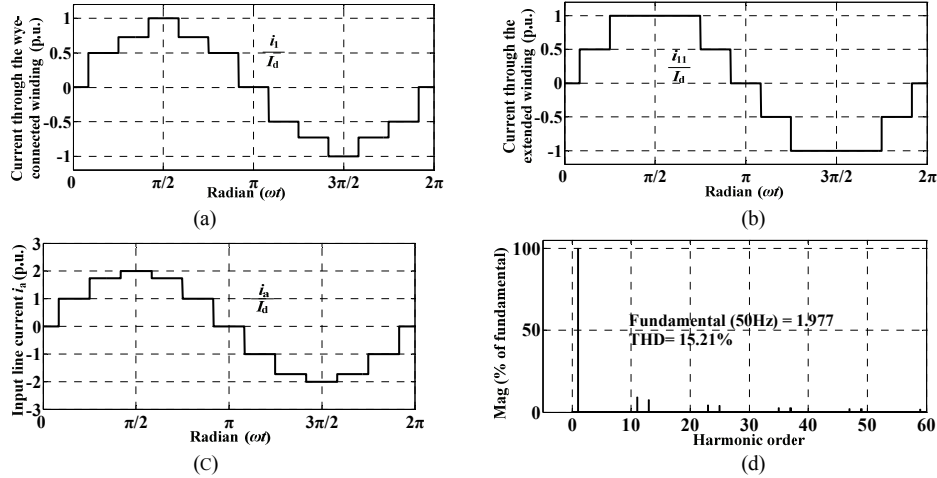 Current through the wye-
connected winding (p.u.)
1
0.5
0
-0.5
-1
i1
Id
0
π/2
π
3π/2
2π
Radian (ωt)
(a)
Current through the
extended winding (p.u.)
1
0.5
0
-0.5
-1
i11
Id
0
π/2
π
3π/2
2π
Radian (ωt)
(b)
Input line current ia (p.u.)
3
2
1
0
-1
-2
-3
ia
Id
0
π/2
π
3π/2
2π
Radian (ωt)
(C)
Mag (% of fundamental)
100
50
0
Fundamental (50Hz) = 1.977
THD= 15.21%
0
10
20
30
40
50
60
Harmonic order
(d)